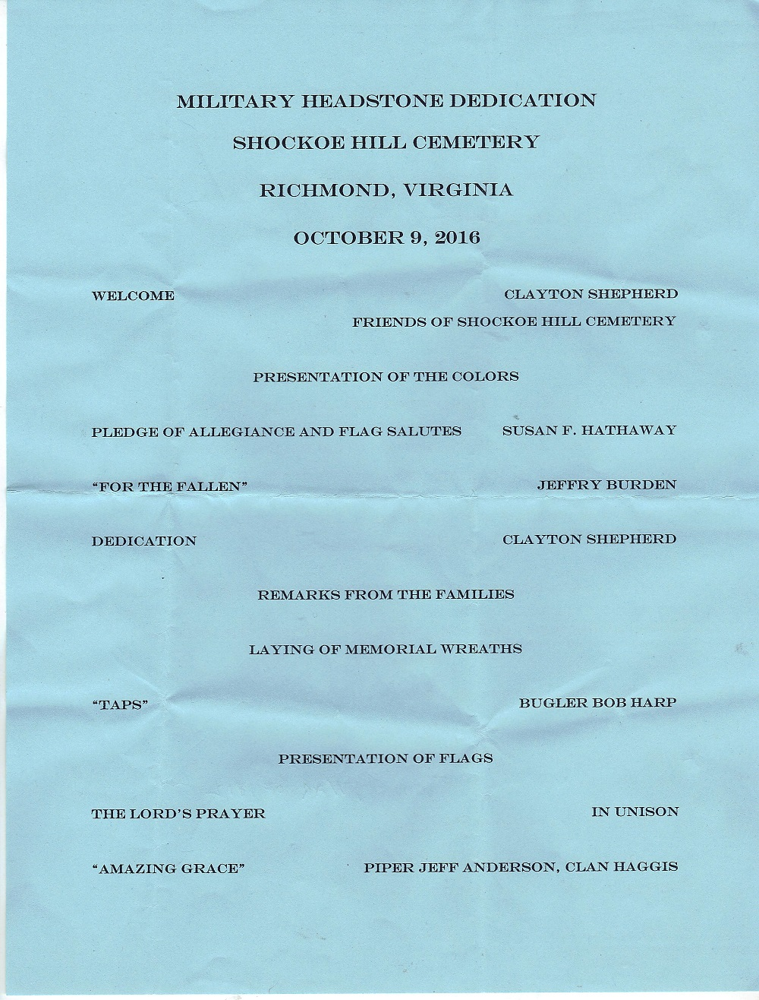 MILITARY HEADSTONE DEDICATION
SHOCKOE HILL CEMETERY
RICHMOND, VIRGINIA
OCTOBER 9, 2016
WELCOME CLAYTON SHEPHERD
FRIENDS OF SHOCKOE HILL CEMETERY
PRESENTATION OF THE COLORS
PLEDGE OF ALLEGIANCE AND FLAG SALUTES SUSAN F. HATHAWAY
“FOR THE FALLEN” JEFFRY BURDEN
DEDICATION CLAYTON SHEPHERD
REMARKS FROM THE FAMILIES
LAYING OF MEMORIAL WREATHS
“TAPS” BUGLER BOB HARP
PRESENTATION OF FLAGS
THE LORD’S PRAYER IN UNISON
“AMAZING GRACE” PIPER JEFF ANDERSON, CLAN HAGGIS